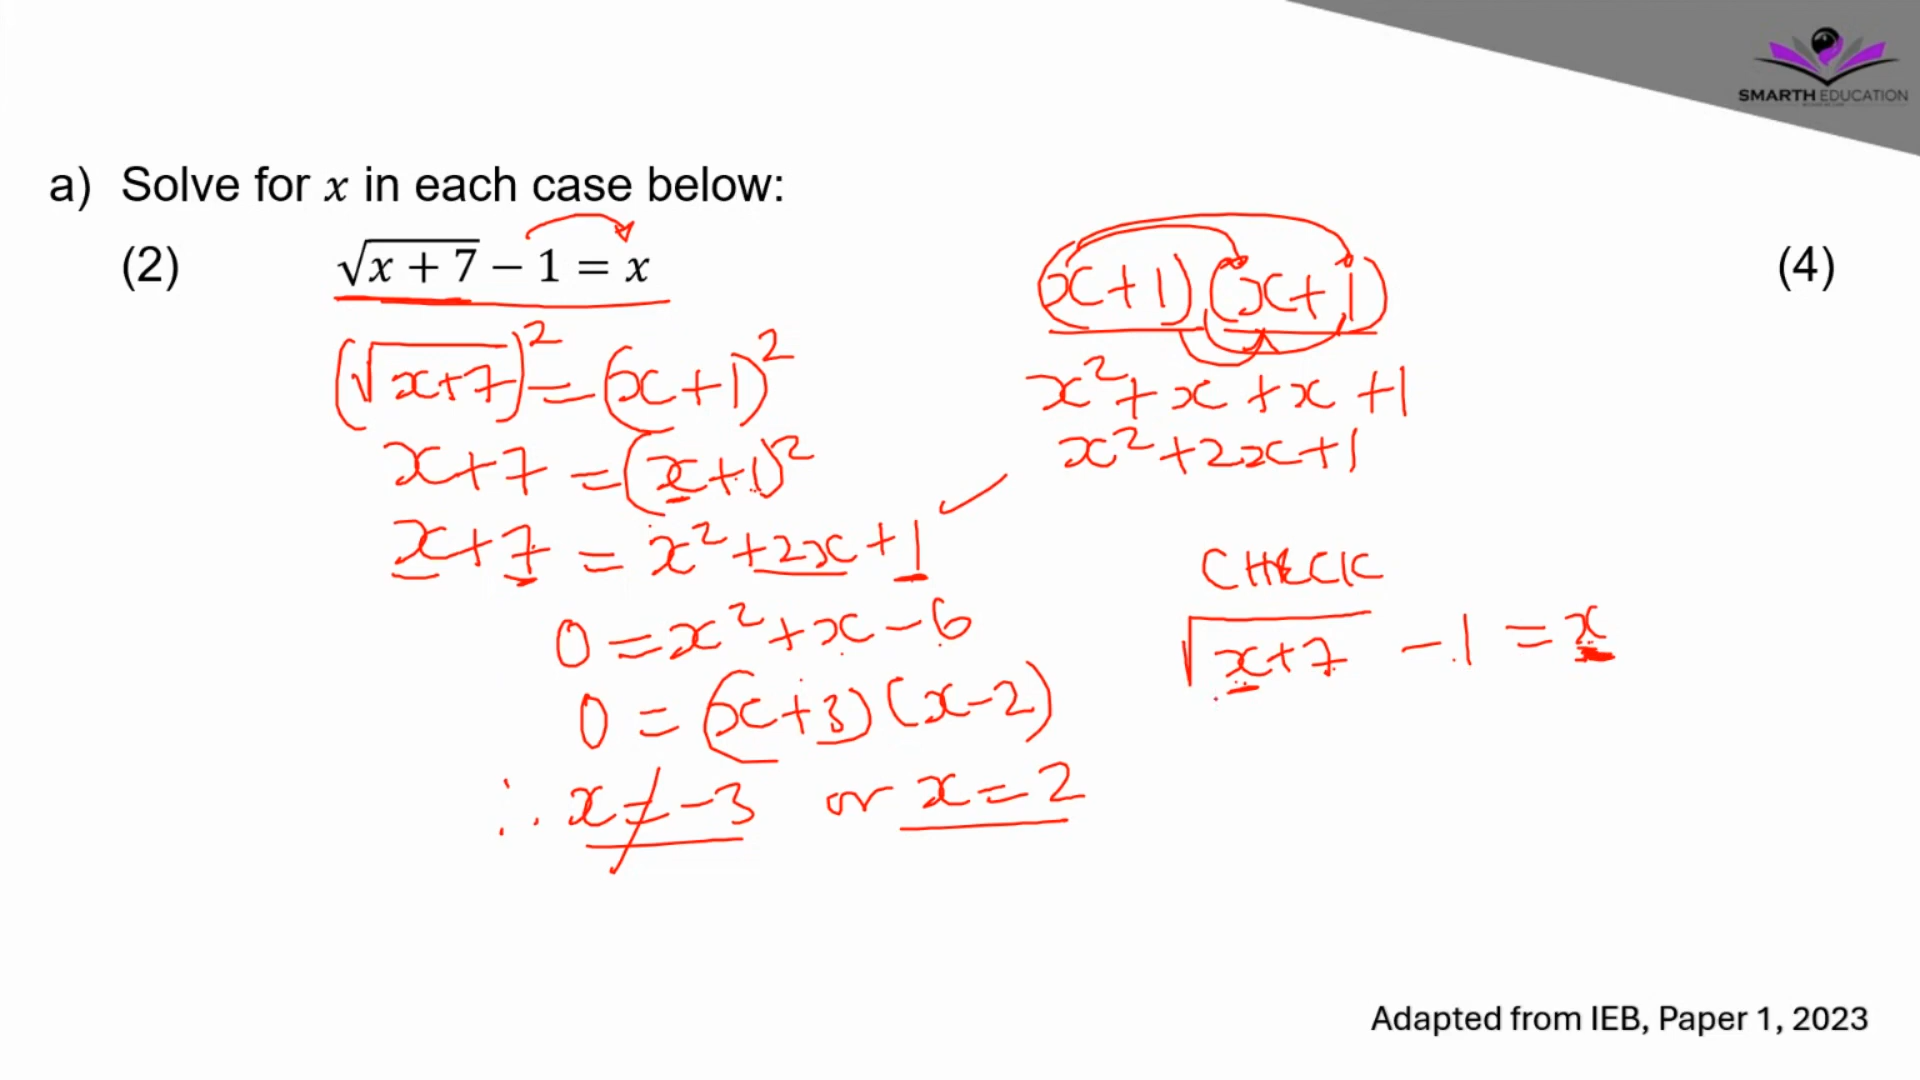 SMARTH EDUCATION
a) Solve for x in each case below:
(2) √(x + 7) − 1 = x (4)
(√(x+7))² = (x+1)²
x+7 = (x+1)²
x+7 = x²+2x+1
0 = x²+x−6
0 = (x+3)(x−2)
∴ x ≠ −3 or x = 2
(x+1)(x+1)
x²+x+x+1
x²+2x+1
CHECK
√(x+7) −1 = x
Adapted from IEB, Paper 1, 2023